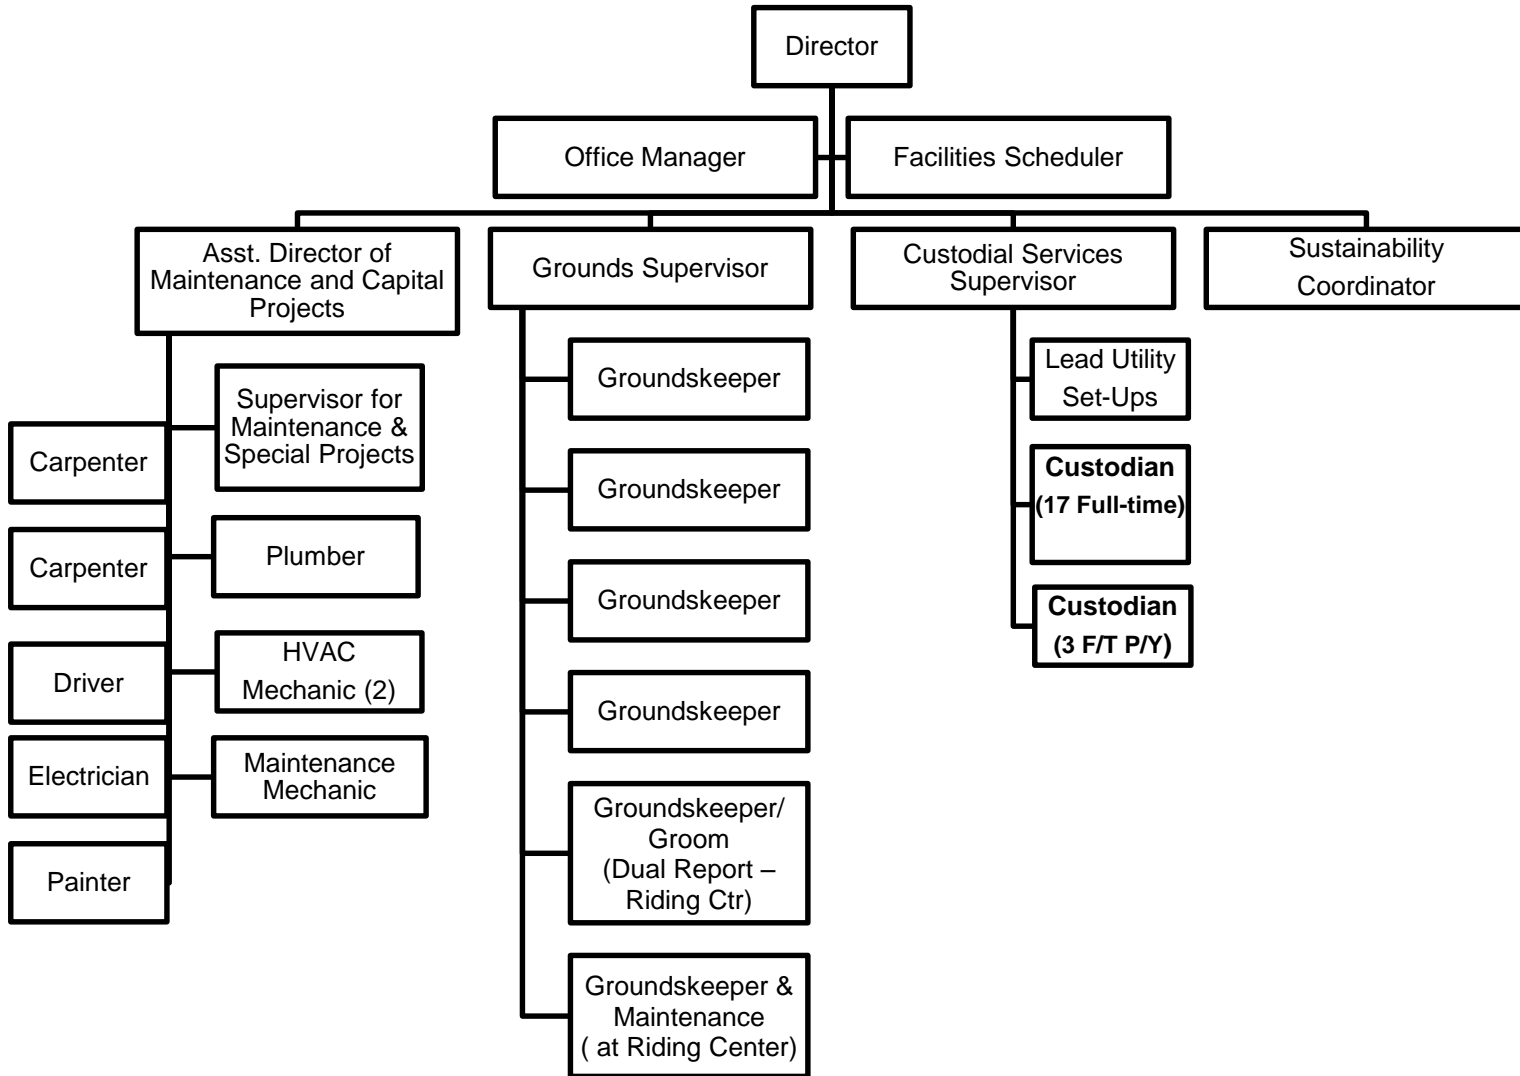 Director
Office Manager
Facilities Scheduler
Asst. Director of
Maintenance and Capital
Projects
Grounds Supervisor
Custodial Services
Supervisor
Sustainability
Coordinator
Supervisor for
Maintenance &
Special Projects
Carpenter
Plumber
Carpenter
HVAC
Mechanic (2)
Driver
Maintenance
Mechanic
Electrician
Painter
Groundskeeper
Groundskeeper
Groundskeeper
Groundskeeper
Groundskeeper/
Groom
(Dual Report –
Riding Ctr)
Groundskeeper &
Maintenance
( at Riding Center)
Lead Utility
Set-Ups
Custodian
(17 Full-time)
Custodian
(3 F/T P/Y)